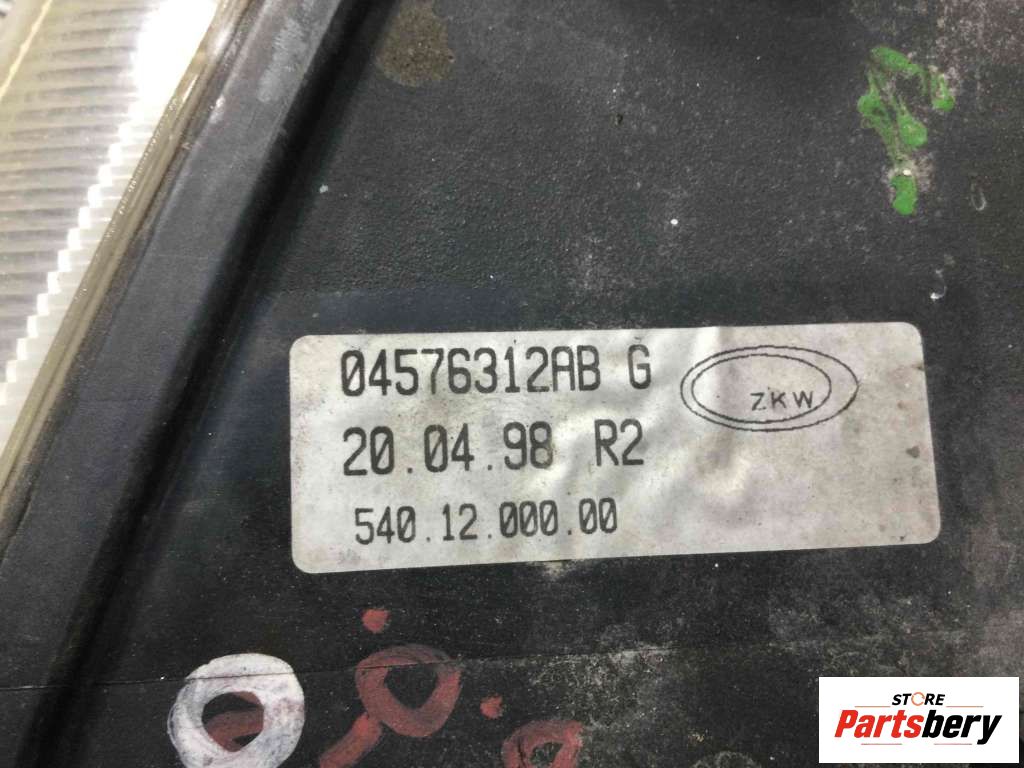 04576312AB G
ZKW
20.04.98 R2
540.12.000.00
STORE
Partsbery